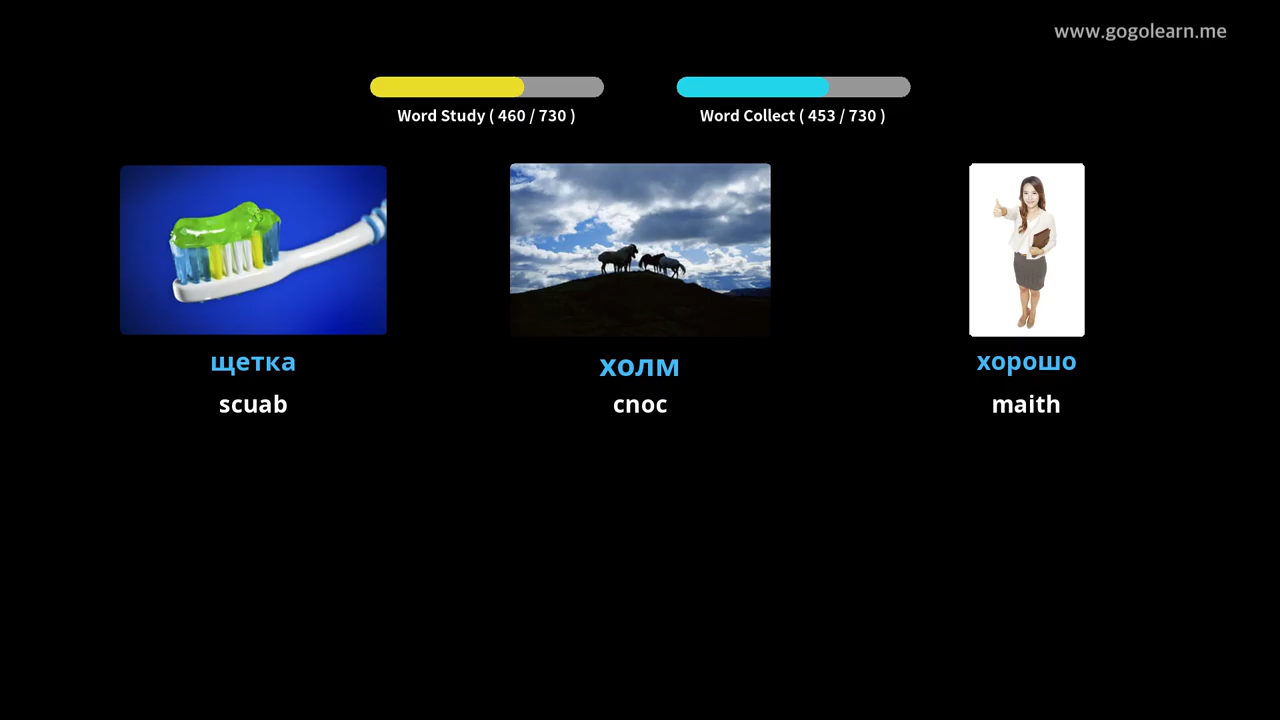 www.gogolearn.me
Word Study ( 460 / 730 )
Word Collect ( 453 / 730 )
щетка
холм
хорошо
scuab
cnoc
maith